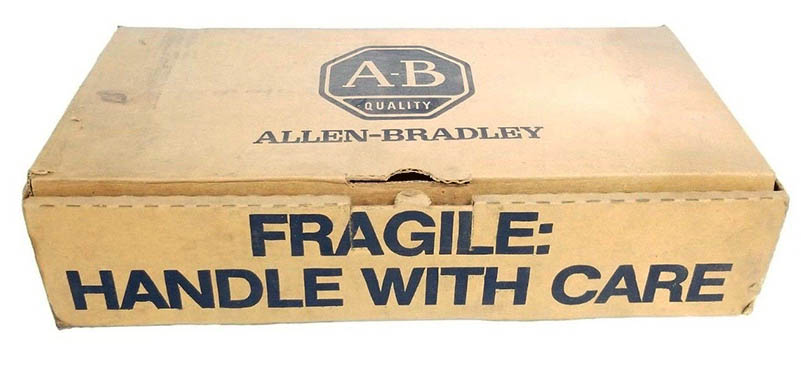 A-B
QUALITY
ALLEN-BRADLEY
FRAGILE:
HANDLE WITH CARE